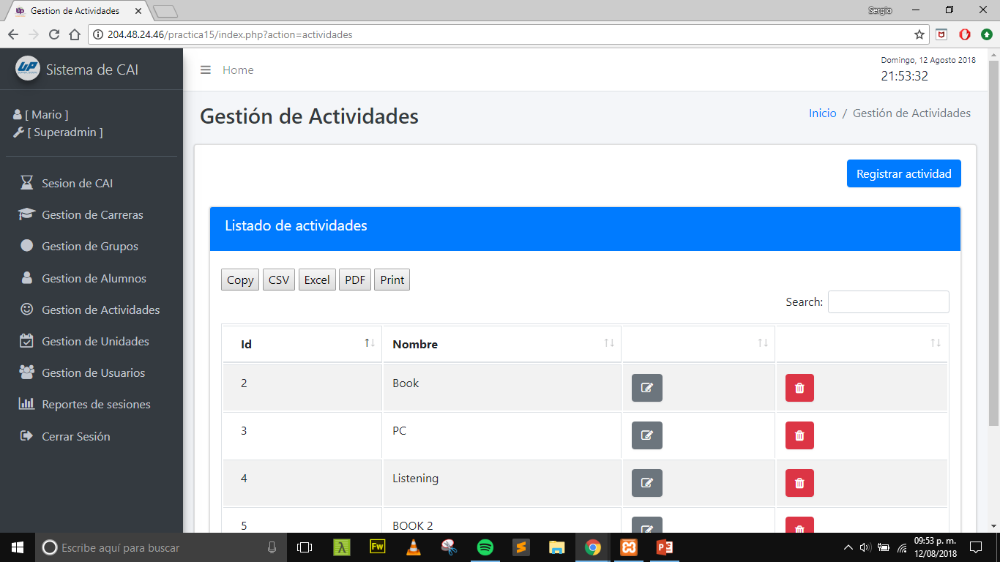 Gestion de Actividades
Sergio
204.48.24.46/practica15/index.php?action=actividades
Sistema de CAI
Home
Domingo, 12 Agosto 2018
21:53:32
[ Mario ]
[ Superadmin ]
Gestión de Actividades
Inicio / Gestión de Actividades
Sesion de CAI
Gestion de Carreras
Gestion de Grupos
Gestion de Alumnos
Gestion de Actividades
Gestion de Unidades
Gestion de Usuarios
Reportes de sesiones
Cerrar Sesión
Registrar actividad
Listado de actividades
Copy CSV Excel PDF Print
Search:
Id Nombre
2 Book
3 PC
4 Listening
5 BOOK 2
Escribe aquí para buscar
Fw
09:53 p. m.
12/08/2018